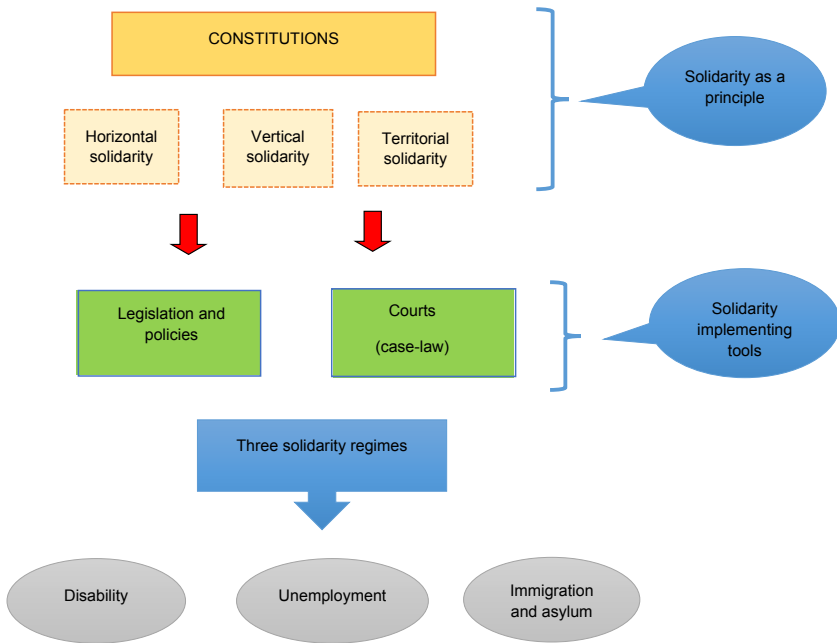 CONSTITUTIONS
Solidarity as a
principle
Horizontal
solidarity
Vertical
solidarity
Territorial
solidarity
Legislation and
policies
Courts
(case-law)
Solidarity
implementing
tools
Three solidarity regimes
Disability
Unemployment
Immigration
and asylum